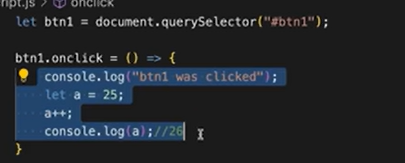 ript.js > onclick
let btn1 = document.querySelector("#btn1");
btn1.onclick = () => {
console.log("btn1 was clicked");
let a = 25;
a++;
console.log(a);//26
}